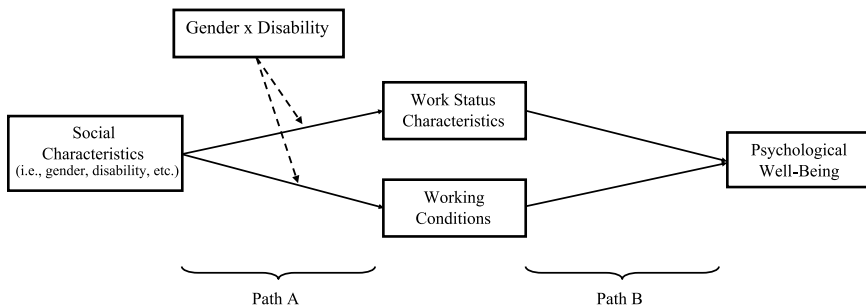 Gender x Disability
Work Status
Characteristics
Social
Characteristics
(i.e., gender, disability, etc.)
Psychological
Well-Being
Working
Conditions
Path A
Path B